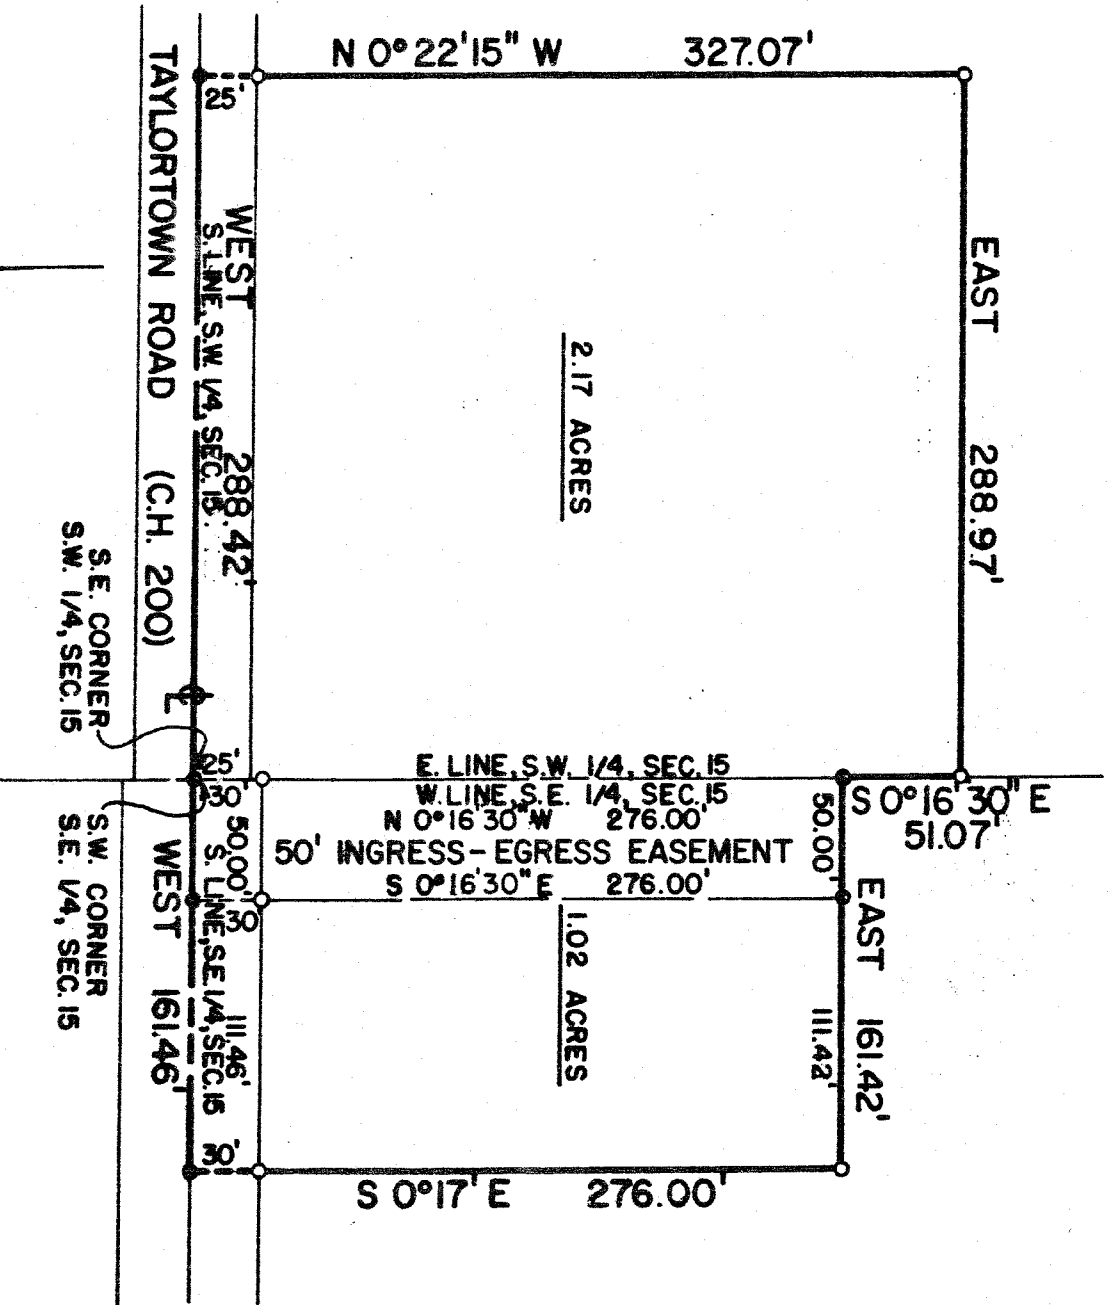 N 0°22'15" W 327.07'
25'
TAYLORTOWN ROAD (C.H. 200)
WEST 288.42'
S. LINE, S.W. 1/4, SEC. 15.
2.17 ACRES
EAST 288.97'
S.E. CORNER
S.W. 1/4, SEC. 15
℄
25'
E. LINE, S.W. 1/4, SEC. 15
W. LINE, S.E. 1/4, SEC. 15
30'
N 0°16'30" W 276.00'
S 0°16'30" E
51.07'
50.00'
50' INGRESS-EGRESS EASEMENT
50.00'
S 0°16'30" E 276.00'
30'
S.W. CORNER
S.E. 1/4, SEC. 15
WEST 161.46'
S. LINE, S.E. 1/4, SEC. 15
111.46'
1.02 ACRES
111.42'
EAST 161.42'
30'
S 0°17' E 276.00'